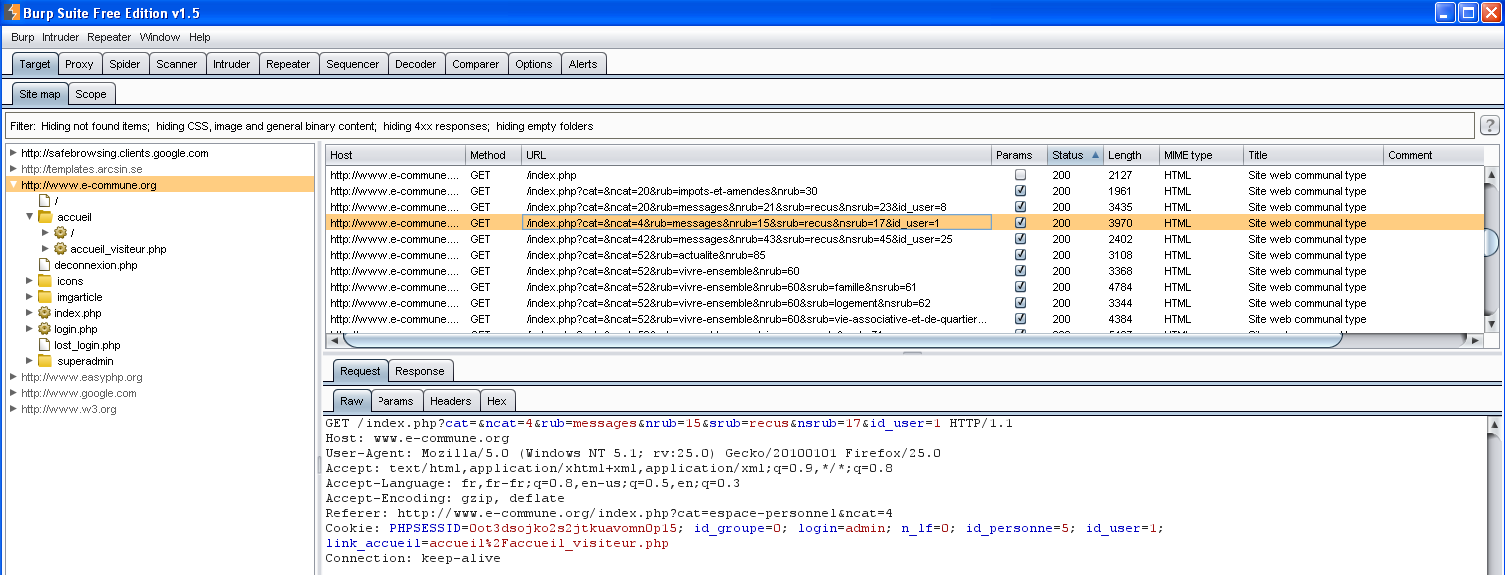 Burp Suite Free Edition v1.5
Burp Intruder Repeater Window Help
Target Proxy Spider Scanner Intruder Repeater Sequencer Decoder Comparer Options Alerts
Site map Scope
Filter: Hiding not found items; hiding CSS, image and general binary content; hiding 4xx responses; hiding empty folders ?
http://safebrowsing.clients.google.com
http://templates.arcsin.se
http://www.e-commune.org
/
accueil
/
accueil_visiteur.php
deconnexion.php
icons
imgarticle
index.php
login.php
lost_login.php
superadmin
http://www.easyphp.org
http://www.google.com
http://www.w3.org
Host Method URL Params Status Length MIME type Title Comment
http://www.e-commune.... GET /index.php 200 2127 HTML Site web communal type
http://www.e-commune.... GET /index.php?cat=&ncat=20&rub=impots-et-amendes&nrub=30 200 1961 HTML Site web communal type
http://www.e-commune.... GET /index.php?cat=&ncat=20&rub=messages&nrub=21&srub=recus&nsrub=23&id_user=8 200 3435 HTML Site web communal type
http://www.e-commune.... GET /index.php?cat=&ncat=4&rub=messages&nrub=15&srub=recus&nsrub=17&id_user=1 200 3970 HTML Site web communal type
http://www.e-commune.... GET /index.php?cat=&ncat=42&rub=messages&nrub=43&srub=recus&nsrub=45&id_user=25 200 2402 HTML Site web communal type
http://www.e-commune.... GET /index.php?cat=&ncat=52&rub=actualite&nrub=85 200 3108 HTML Site web communal type
http://www.e-commune.... GET /index.php?cat=&ncat=52&rub=vivre-ensemble&nrub=60 200 3368 HTML Site web communal type
http://www.e-commune.... GET /index.php?cat=&ncat=52&rub=vivre-ensemble&nrub=60&srub=famille&nsrub=61 200 4784 HTML Site web communal type
http://www.e-commune.... GET /index.php?cat=&ncat=52&rub=vivre-ensemble&nrub=60&srub=logement&nsrub=62 200 3344 HTML Site web communal type
http://www.e-commune.... GET /index.php?cat=&ncat=52&rub=vivre-ensemble&nrub=60&srub=vie-associative-et-de-quartier... 200 4384 HTML Site web communal type
Request Response
Raw Params Headers Hex
GET /index.php?cat=&ncat=4&rub=messages&nrub=15&srub=recus&nsrub=17&id_user=1 HTTP/1.1
Host: www.e-commune.org
User-Agent: Mozilla/5.0 (Windows NT 5.1; rv:25.0) Gecko/20100101 Firefox/25.0
Accept: text/html,application/xhtml+xml,application/xml;q=0.9,*/*;q=0.8
Accept-Language: fr,fr-fr;q=0.8,en-us;q=0.5,en;q=0.3
Accept-Encoding: gzip, deflate
Referer: http://www.e-commune.org/index.php?cat=espace-personnel&ncat=4
Cookie: PHPSESSID=0ot3dsojko2s2jtkuavomn0p15; id_groupe=0; login=admin; n_lf=0; id_personne=5; id_user=1;
link_accueil=accueil%2Faccueil_visiteur.php
Connection: keep-alive